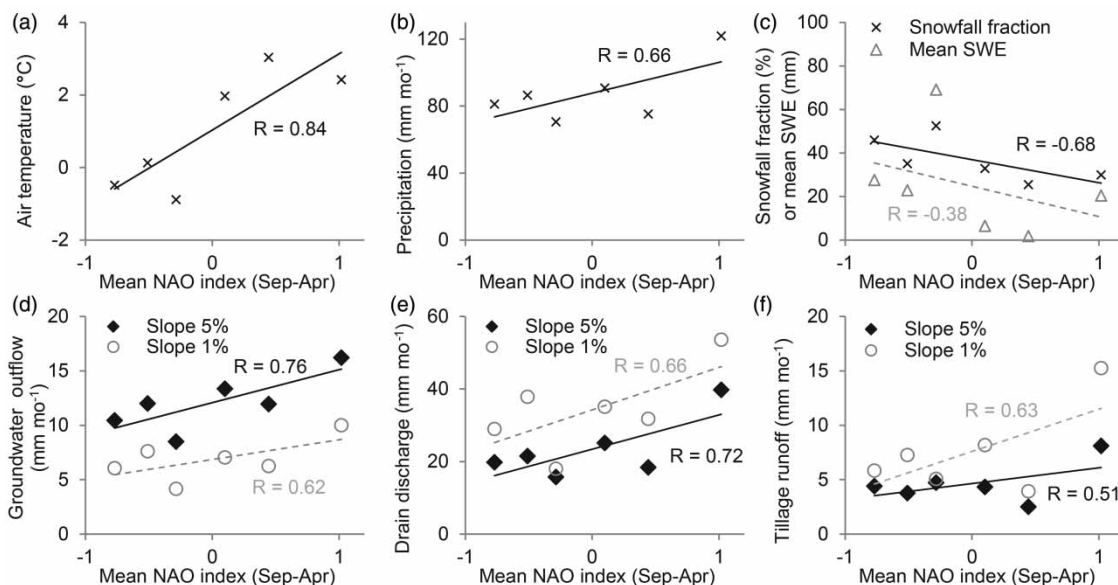 (a)
4
2
0
-2
Air temperature (°C)
R = 0.84
-1 0 1
Mean NAO index (Sep-Apr)
(b)
120
80
40
0
Precipitation (mm mo⁻¹)
R = 0.66
-1 0 1
Mean NAO index (Sep-Apr)
(c)
× Snowfall fraction
△ Mean SWE
100
80
60
40
20
0
Snowfall fraction (%)
or mean SWE (mm)
R = -0.68
R = -0.38
-1 0 1
Mean NAO index (Sep-Apr)
(d)
Slope 5%
Slope 1%
20
15
10
5
0
Groundwater outflow
(mm mo⁻¹)
R = 0.76
R = 0.62
-1 0 1
Mean NAO index (Sep-Apr)
(e)
Slope 5%
Slope 1%
60
40
20
0
Drain discharge (mm mo⁻¹)
R = 0.66
R = 0.72
-1 0 1
Mean NAO index (Sep-Apr)
(f)
Slope 5%
Slope 1%
20
15
10
5
0
Tillage runoff (mm mo⁻¹)
R = 0.63
R = 0.51
-1 0 1
Mean NAO index (Sep-Apr)